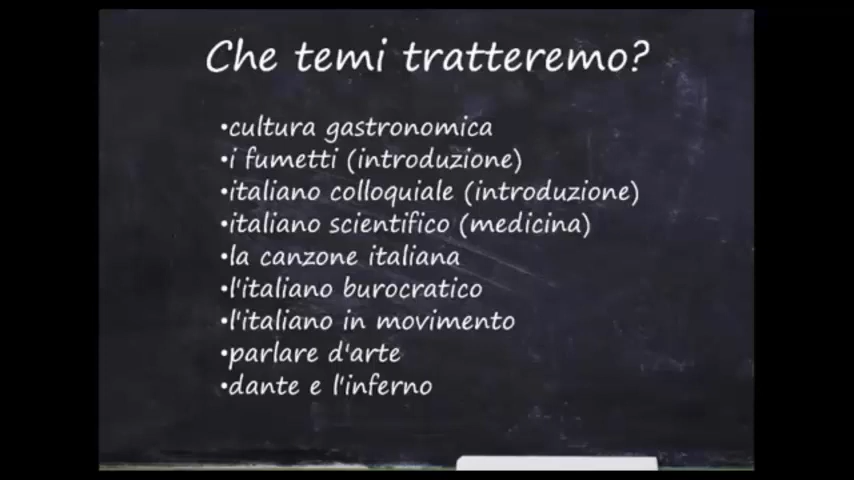 Che temi tratteremo?
•cultura gastronomica
•i fumetti (introduzione)
•italiano colloquiale (introduzione)
•italiano scientifico (medicina)
•la canzone italiana
•l'italiano burocratico
•l'italiano in movimento
•parlare d'arte
•dante e l'inferno